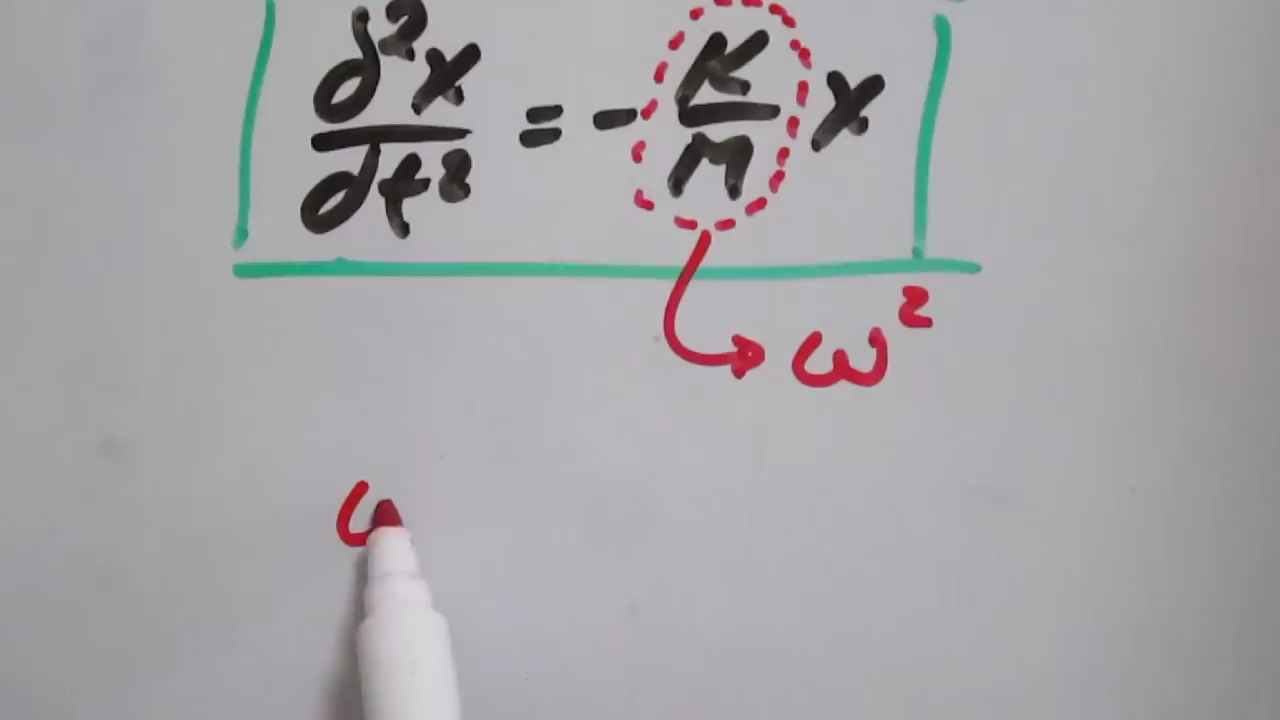 d²x/dt² = - K/M x
ω²